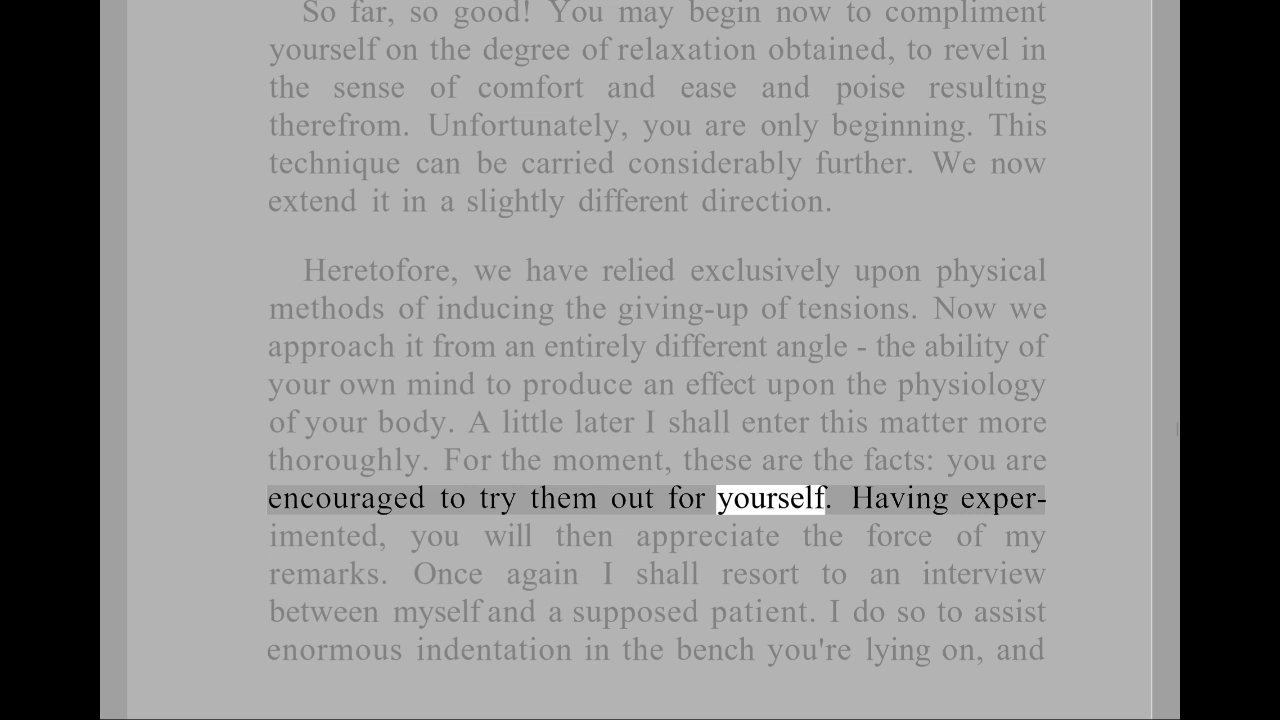 So far, so good! You may begin now to compliment
yourself on the degree of relaxation obtained, to revel in
the sense of comfort and ease and poise resulting
therefrom. Unfortunately, you are only beginning. This
technique can be carried considerably further. We now
extend it in a slightly different direction.
Heretofore, we have relied exclusively upon physical
methods of inducing the giving-up of tensions. Now we
approach it from an entirely different angle - the ability of
your own mind to produce an effect upon the physiology
of your body. A little later I shall enter this matter more
thoroughly. For the moment, these are the facts: you are
encouraged to try them out for yourself. Having exper-
imented, you will then appreciate the force of my
remarks. Once again I shall resort to an interview
between myself and a supposed patient. I do so to assist
enormous indentation in the bench you're lying on, and